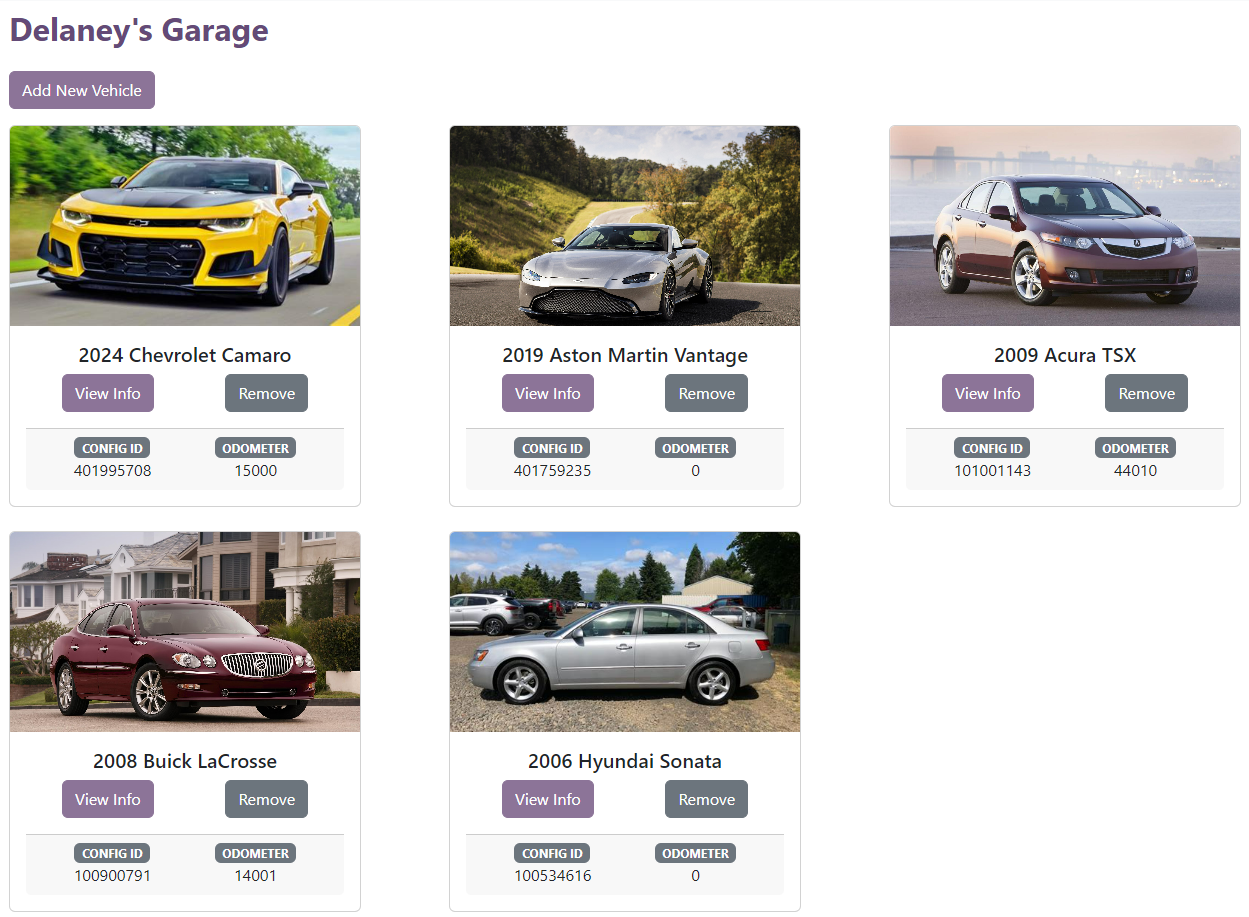 Delaney's Garage
Add New Vehicle
2024 Chevrolet Camaro
View Info Remove
CONFIG ID ODOMETER
401995708 15000
2019 Aston Martin Vantage
View Info Remove
CONFIG ID ODOMETER
401759235 0
2009 Acura TSX
View Info Remove
CONFIG ID ODOMETER
101001143 44010
2008 Buick LaCrosse
View Info Remove
CONFIG ID ODOMETER
100900791 14001
2006 Hyundai Sonata
View Info Remove
CONFIG ID ODOMETER
100534616 0